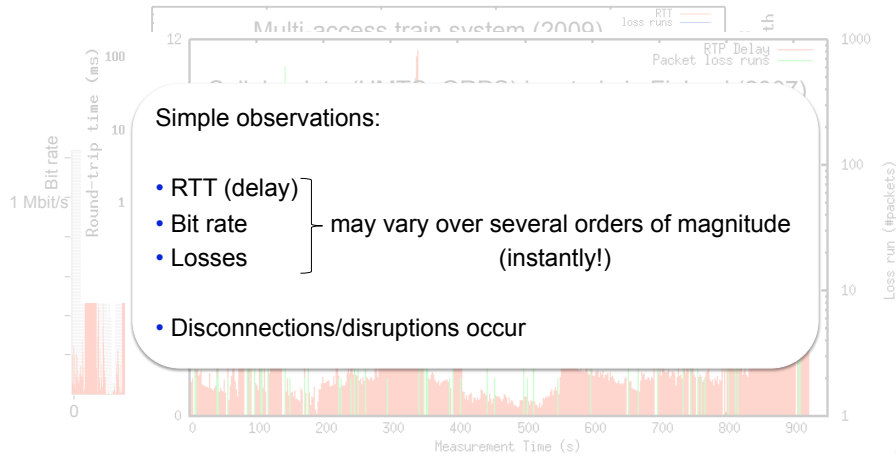 Multi-access train system (2009)
RTT
loss runs
12
1000
RTP Delay
Packet loss runs
100
Round-trip time (ms)
10
1
Bit rate
1 Mbit/s
Simple observations:
• RTT (delay)
• Bit rate
• Losses
may vary over several orders of magnitude
(instantly!)
• Disconnections/disruptions occur
100
10
1
Loss run (#packets)
0
0
0 100 200 300 400 500 600 700 800 900
Measurement Time (s)